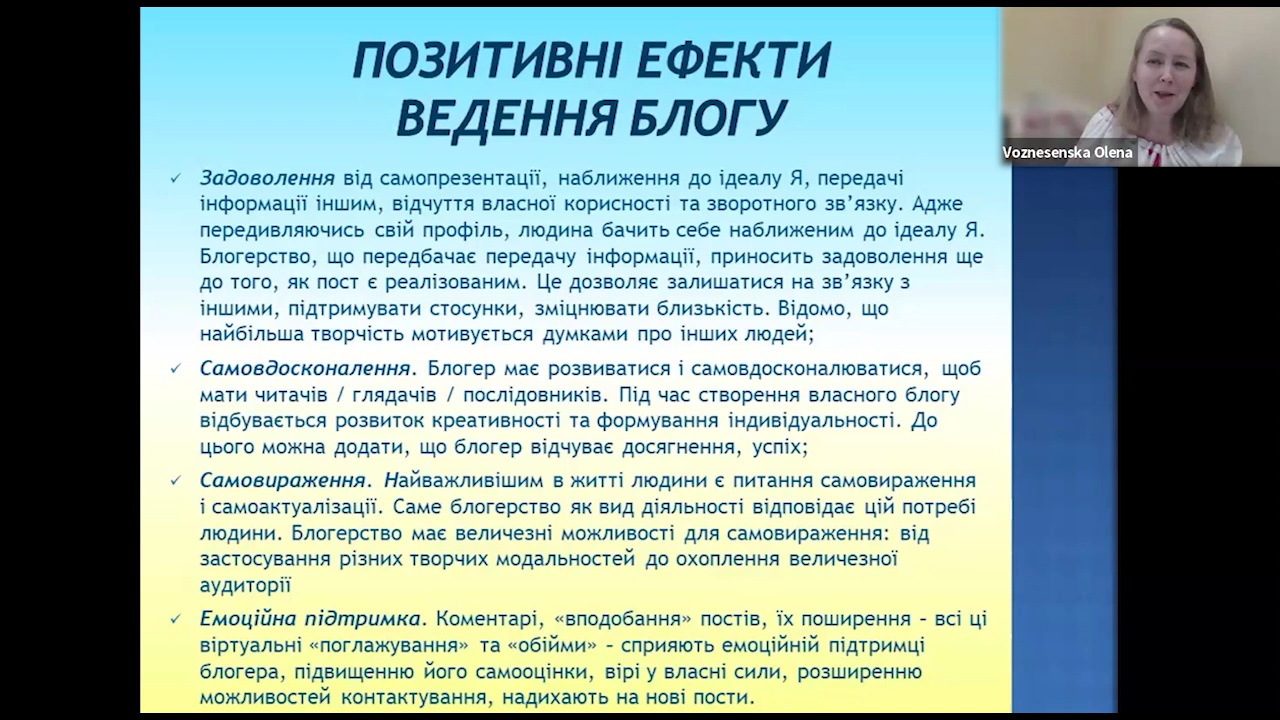 ПОЗИТИВНІ ЕФЕКТИ
ВЕДЕННЯ БЛОГУ
Voznesenska Olena
✓ Задоволення від самопрезентації, наближення до ідеалу Я, передачі
інформації іншим, відчуття власної корисності та зворотного зв’язку. Адже
передивляючись свій профіль, людина бачить себе наближеним до ідеалу Я.
Блогерство, що передбачає передачу інформації, приносить задоволення ще
до того, як пост є реалізованим. Це дозволяє залишатися на зв’язку з
іншими, підтримувати стосунки, зміцнювати близькість. Відомо, що
найбільша творчість мотивується думками про інших людей;
✓ Самовдосконалення. Блогер має розвиватися і самовдосконалюватися, щоб
мати читачів / глядачів / послідовників. Під час створення власного блогу
відбувається розвиток креативності та формування індивідуальності. До
цього можна додати, що блогер відчуває досягнення, успіх;
✓ Самовираження. Найважливішим в житті людини є питання самовираження
і самоактуалізації. Саме блогерство як вид діяльності відповідає цій потребі
людини. Блогерство має величезні можливості для самовираження: від
застосування різних творчих модальностей до охоплення величезної
аудиторії
✓ Емоційна підтримка. Коментарі, «вподобання» постів, їх поширення – всі ці
віртуальні «поглажування» та «обійми» – сприяють емоційній підтримці
блогера, підвищенню його самооцінки, вірі у власні сили, розширенню
можливостей контактування, надихають на нові пости.